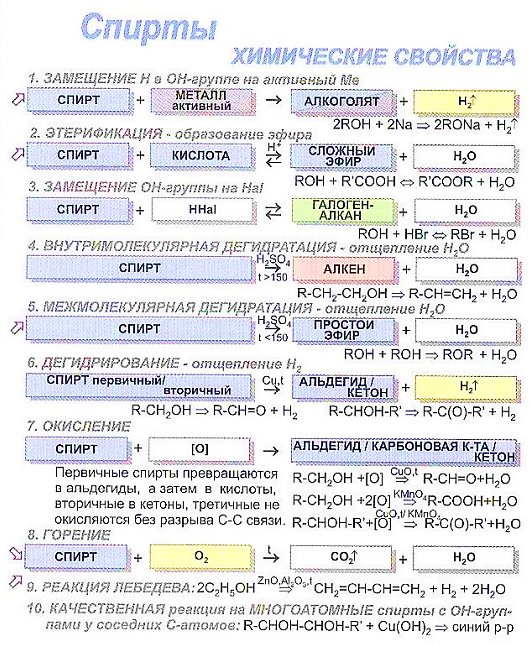 Спирты
ХИМИЧЕСКИЕ СВОЙСТВА
1. ЗАМЕЩЕНИЕ Н в ОН-группе на активный Ме
СПИРТ + МЕТАЛЛ активный → АЛКОГОЛЯТ + H₂↑
2ROH + 2Na ⇒ 2RONa + H₂↑
2. ЭТЕРИФИКАЦИЯ - образование эфира
СПИРТ + КИСЛОТА H⁺ ⇄ СЛОЖНЫЙ ЭФИР + H₂O
ROH + R'COOH ⇔ R'COOR + H₂O
3. ЗАМЕЩЕНИЕ ОН-группы на Hal
СПИРТ + HHal ⇄ ГАЛОГЕН-АЛКАН + H₂O
ROH + HBr ⇔ RBr + H₂O
4. ВНУТРИМОЛЕКУЛЯРНАЯ ДЕГИДРАТАЦИЯ - отщепление H₂O
СПИРТ H₂SO₄ t >150 → АЛКЕН + H₂O
R-CH₂-CH₂OH ⇒ R-CH=CH₂ + H₂O
5. МЕЖМОЛЕКУЛЯРНАЯ ДЕГИДРАТАЦИЯ - отщепление H₂O
СПИРТ H₂SO₄ t <150 → ПРОСТОЙ ЭФИР + H₂O
ROH + ROH ⇒ ROR + H₂O
6. ДЕГИДРИРОВАНИЕ - отщепление H₂
СПИРТ первичный/вторичный Cu,t → АЛЬДЕГИД / КЕТОН + H₂↑
R-CH₂OH ⇒ R-CH=O + H₂ R-CHOH-R' ⇒ R-C(O)-R' + H₂
7. ОКИСЛЕНИЕ
СПИРТ + [O] → АЛЬДЕГИД / КАРБОНОВАЯ К-ТА / КЕТОН
Первичные спирты превращаются
в альдегиды, а затем в кислоты,
вторичные в кетоны, третичные не
окисляются без разрыва С-С связи.
R-CH₂OH +[O] CuO,t ⇒ R-CH=O+H₂O
R-CH₂OH +2[O] KMnO₄ ⇒ R-COOH+H₂O
R-CHOH-R'+[O] CuO,t/ KMnO₄ ⇒ R-C(O)-R'+H₂O
8. ГОРЕНИЕ
СПИРТ + O₂ t → CO₂↑ + H₂O
9. РЕАКЦИЯ ЛЕБЕДЕВА: 2C₂H₅OH ZnO,Al₂O₃,t ⇒ CH₂=CH-CH=CH₂ + H₂ + 2H₂O
10. КАЧЕСТВЕННАЯ реакция на МНОГОАТОМНЫЕ спирты с ОН-груп-
пами у соседних С-атомов: R-CHOH-CHOH-R' + Cu(OH)₂ ⇒ синий р-р